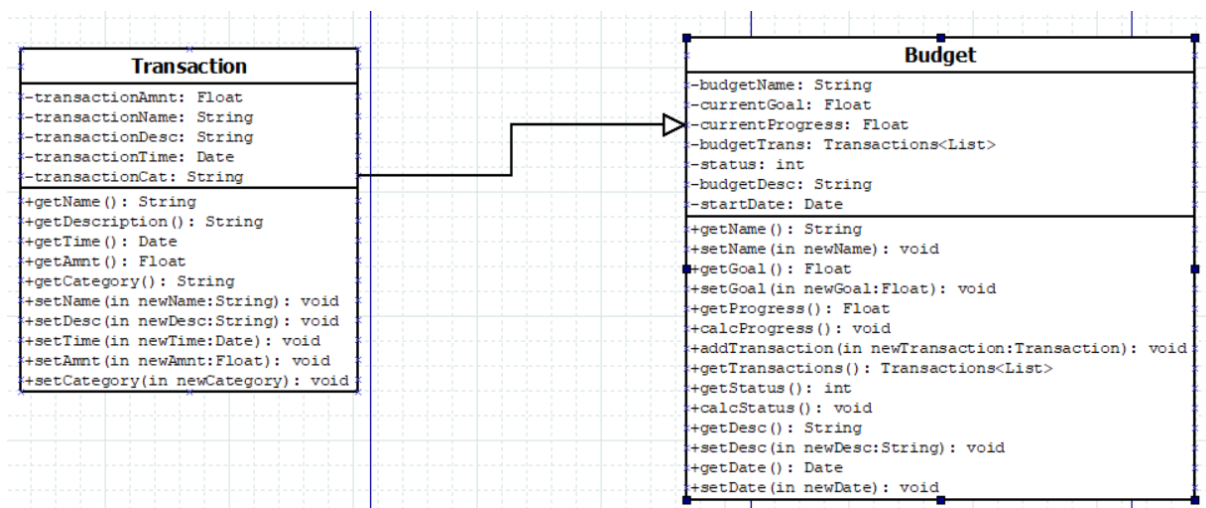 Transaction
-transactionAmnt: Float
-transactionName: String
-transactionDesc: String
-transactionTime: Date
-transactionCat: String
+getName(): String
+getDescription(): String
+getTime(): Date
+getAmnt(): Float
+getCategory(): String
+setName(in newName:String): void
+setDesc(in newDesc:String): void
+setTime(in newTime:Date): void
+setAmnt(in newAmnt:Float): void
+setCategory(in newCategory): void
Budget
-budgetName: String
-currentGoal: Float
-currentProgress: Float
-budgetTrans: Transactions<List>
-status: int
-budgetDesc: String
-startDate: Date
+getName(): String
+setName(in newName): void
+getGoal(): Float
+setGoal(in newGoal:Float): void
+getProgress(): Float
+calcProgress(): void
+addTransaction(in newTransaction:Transaction): void
+getTransactions(): Transactions<List>
+getStatus(): int
+calcStatus(): void
+getDesc(): String
+setDesc(in newDesc:String): void
+getDate(): Date
+setDate(in newDate): void